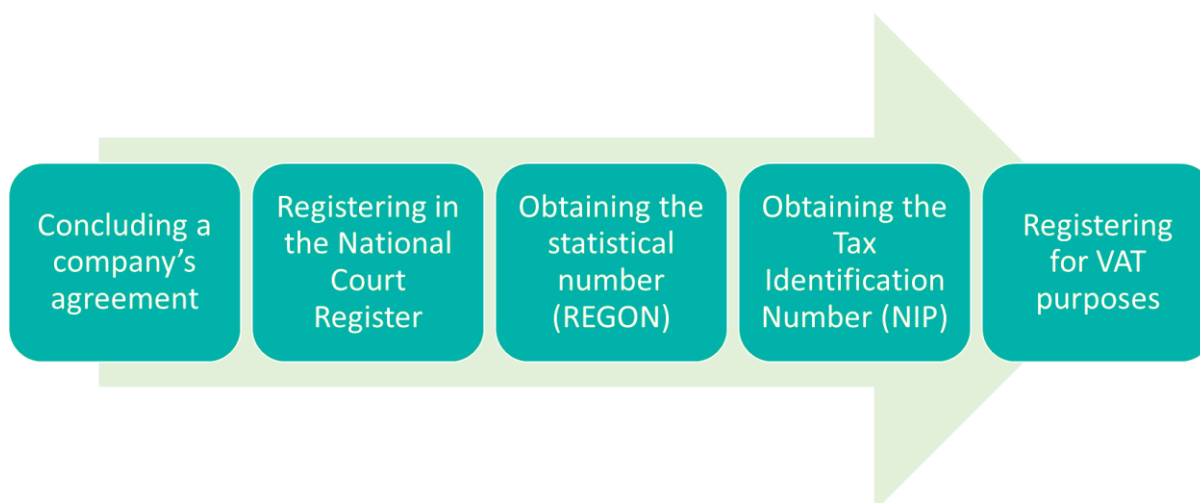 Concluding a
company’s
agreement
Registering in
the National
Court
Register
Obtaining the
statistical
number
(REGON)
Obtaining the
Tax
Identification
Number (NIP)
Registering
for VAT
purposes